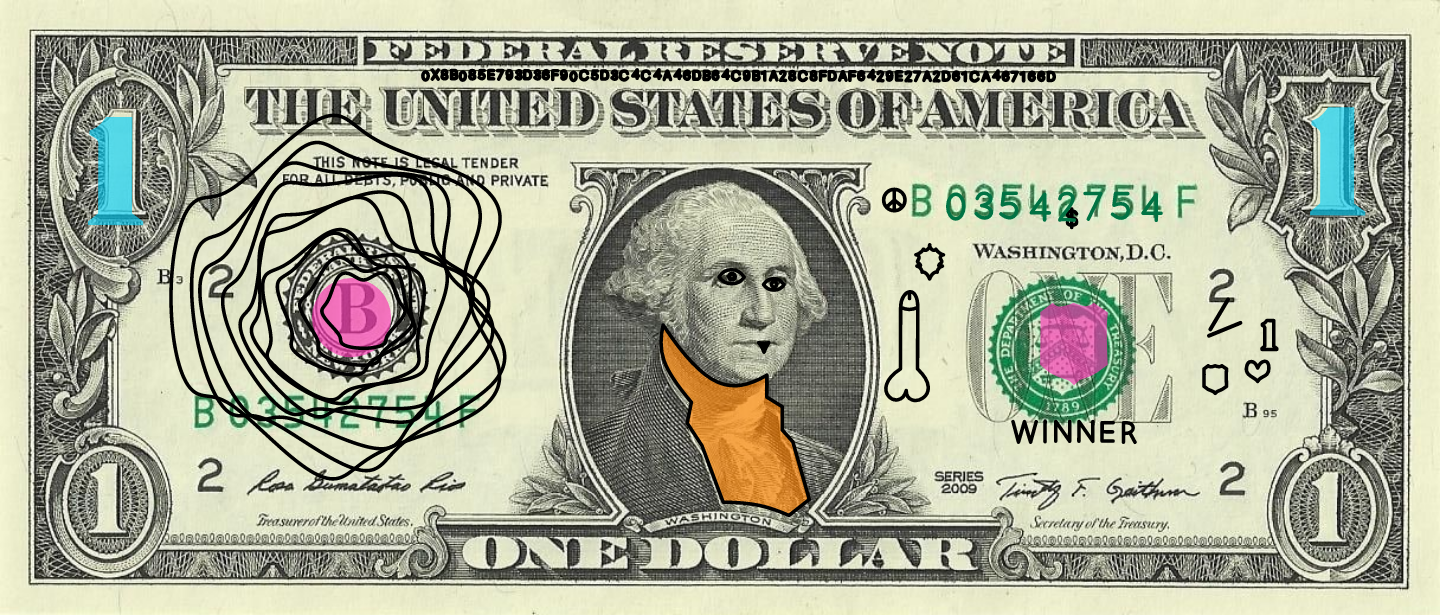 FEDERAL RESERVE NOTE
THE UNITED STATES OF AMERICA
THIS NOTE IS LEGAL TENDER
FOR ALL DEBTS, PUBLIC AND PRIVATE
B 03542754 F
WASHINGTON, D.C.
1
1
B 3
2
B
THE DEPARTMENT OF THE TREASURY
1789
ONE
2
1
B 95
B 03542754 F
WINNER
2
Rosa Gumataotao Rios
Treasurer of the United States.
SERIES
2009
Timothy F. Geithner
Secretary of the Treasury.
2
WASHINGTON
1
ONE DOLLAR
1